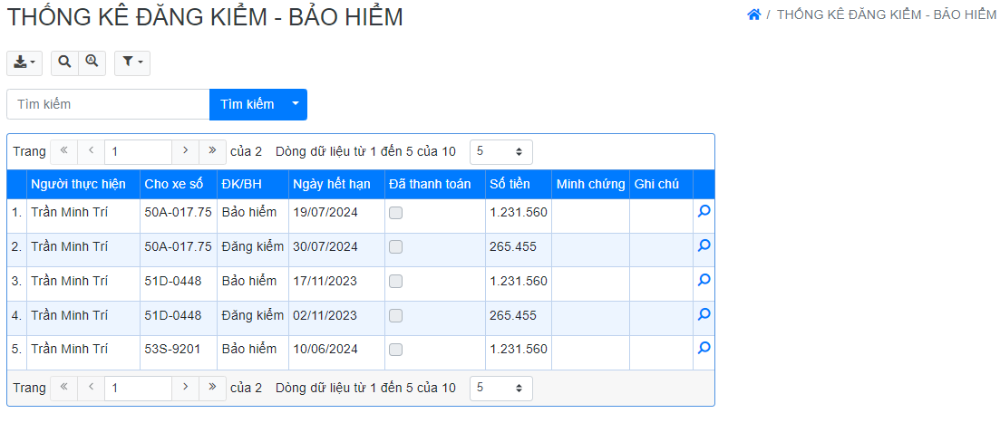 THỐNG KÊ ĐĂNG KIỂM - BẢO HIỂM
/ THỐNG KÊ ĐĂNG KIỂM - BẢO HIỂM
Tìm kiếm Tìm kiếm
Trang « ‹ 1 › » của 2 Dòng dữ liệu từ 1 đến 5 của 10 5
Người thực hiện Cho xe số ĐK/BH Ngày hết hạn Đã thanh toán Số tiền Minh chứng Ghi chú
1. Trần Minh Trí 50A-017.75 Bảo hiểm 19/07/2024 1.231.560
2. Trần Minh Trí 50A-017.75 Đăng kiểm 30/07/2024 265.455
3. Trần Minh Trí 51D-0448 Bảo hiểm 17/11/2023 1.231.560
4. Trần Minh Trí 51D-0448 Đăng kiểm 02/11/2023 265.455
5. Trần Minh Trí 53S-9201 Bảo hiểm 10/06/2024 1.231.560
Trang « ‹ 1 › » của 2 Dòng dữ liệu từ 1 đến 5 của 10 5